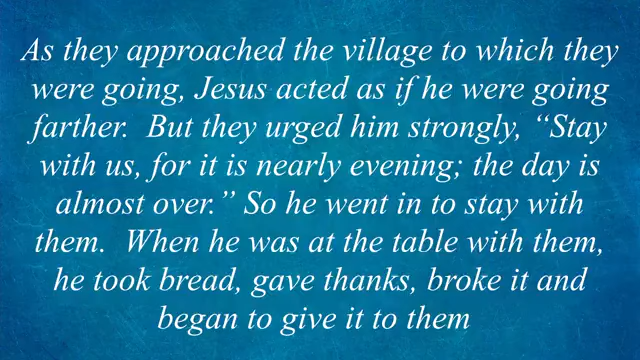 As they approached the village to which they
were going, Jesus acted as if he were going
farther.  But they urged him strongly, “Stay
with us, for it is nearly evening; the day is
almost over.” So he went in to stay with
them.  When he was at the table with them,
he took bread, gave thanks, broke it and
began to give it to them